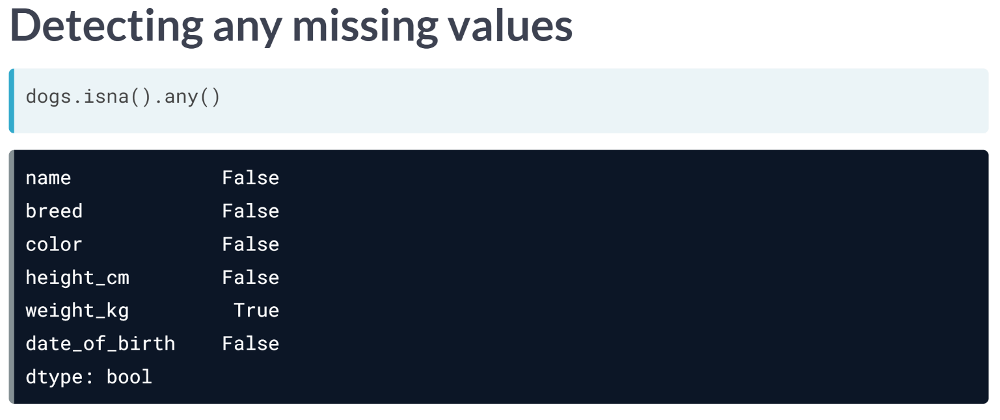 Detecting any missing values
dogs.isna().any()
name             False
breed            False
color            False
height_cm        False
weight_kg         True
date_of_birth    False
dtype: bool